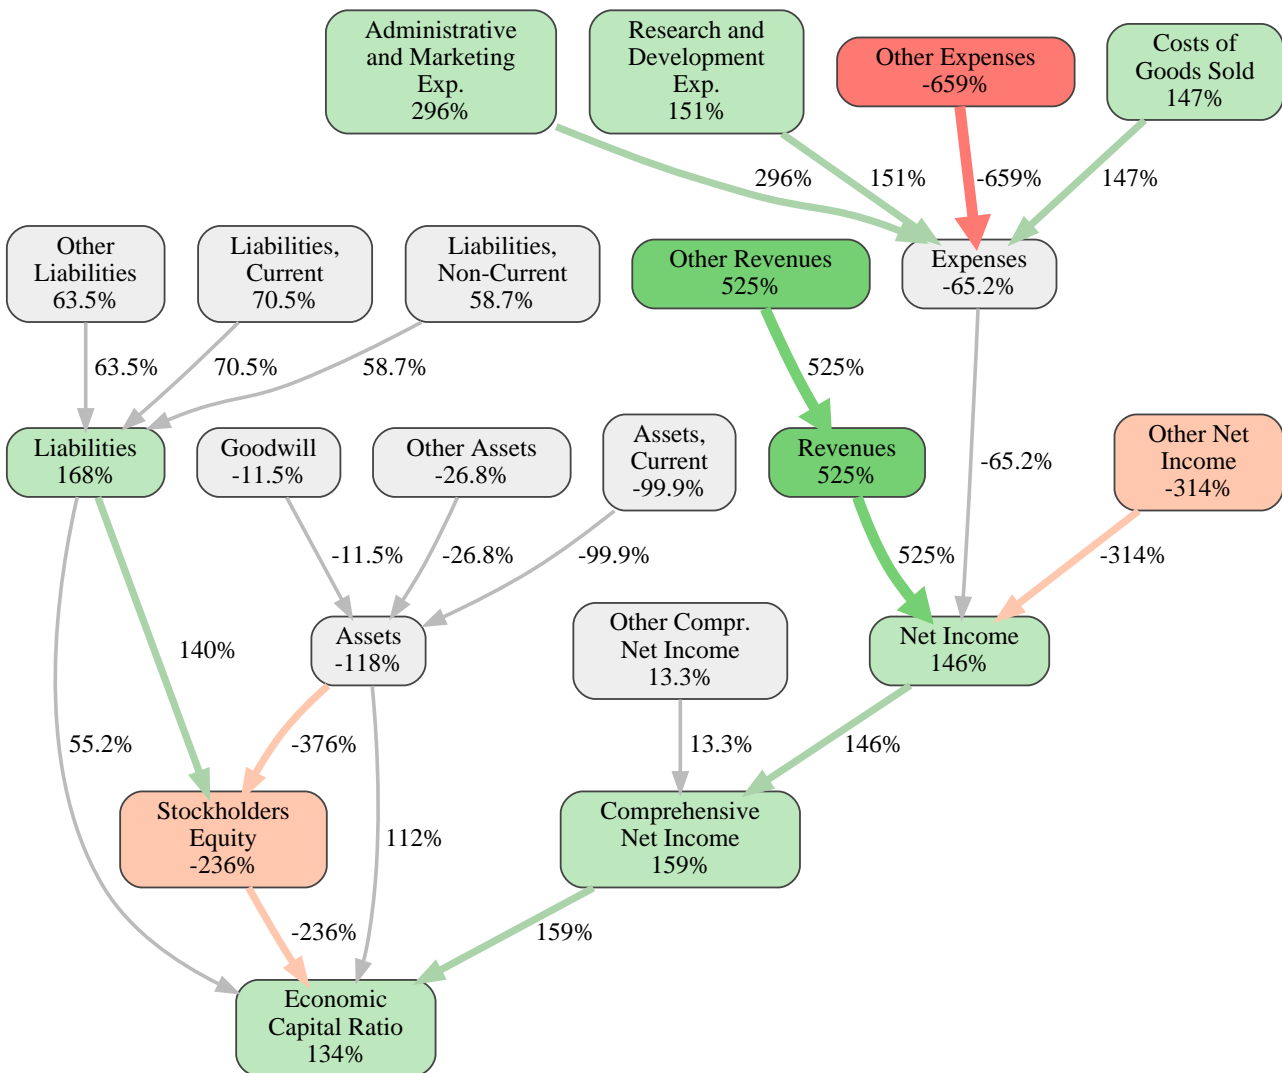 Administrative
and Marketing
Exp.
296%
Research and
Development
Exp.
151%
Other Expenses
-659%
Costs of
Goods Sold
147%
296%
151%
-659%
147%
Other
Liabilities
63.5%
Liabilities,
Current
70.5%
Liabilities,
Non-Current
58.7%
Other Revenues
525%
Expenses
-65.2%
63.5%
70.5%
58.7%
525%
Liabilities
168%
Goodwill
-11.5%
Other Assets
-26.8%
Assets,
Current
-99.9%
Revenues
525%
-65.2%
Other Net
Income
-314%
-11.5%
-26.8%
-99.9%
525%
-314%
140%
Assets
-118%
Other Compr.
Net Income
13.3%
Net Income
146%
55.2%
-376%
112%
13.3%
146%
Stockholders
Equity
-236%
Comprehensive
Net Income
159%
-236%
159%
Economic
Capital Ratio
134%